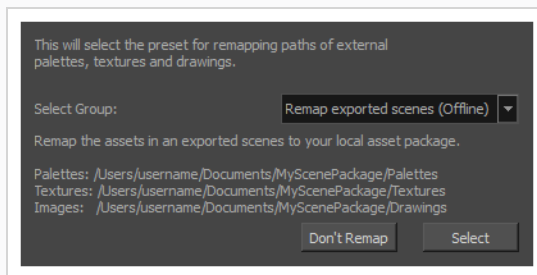 This will select the preset for remapping paths of external
palettes, textures and drawings.
Select Group: Remap exported scenes (Offline)
Remap the assets in an exported scenes to your local asset package.
Palettes: /Users/username/Documents/MyScenePackage/Palettes
Textures: /Users/username/Documents/MyScenePackage/Textures
Images: /Users/username/Documents/MyScenePackage/Drawings
Don't Remap Select